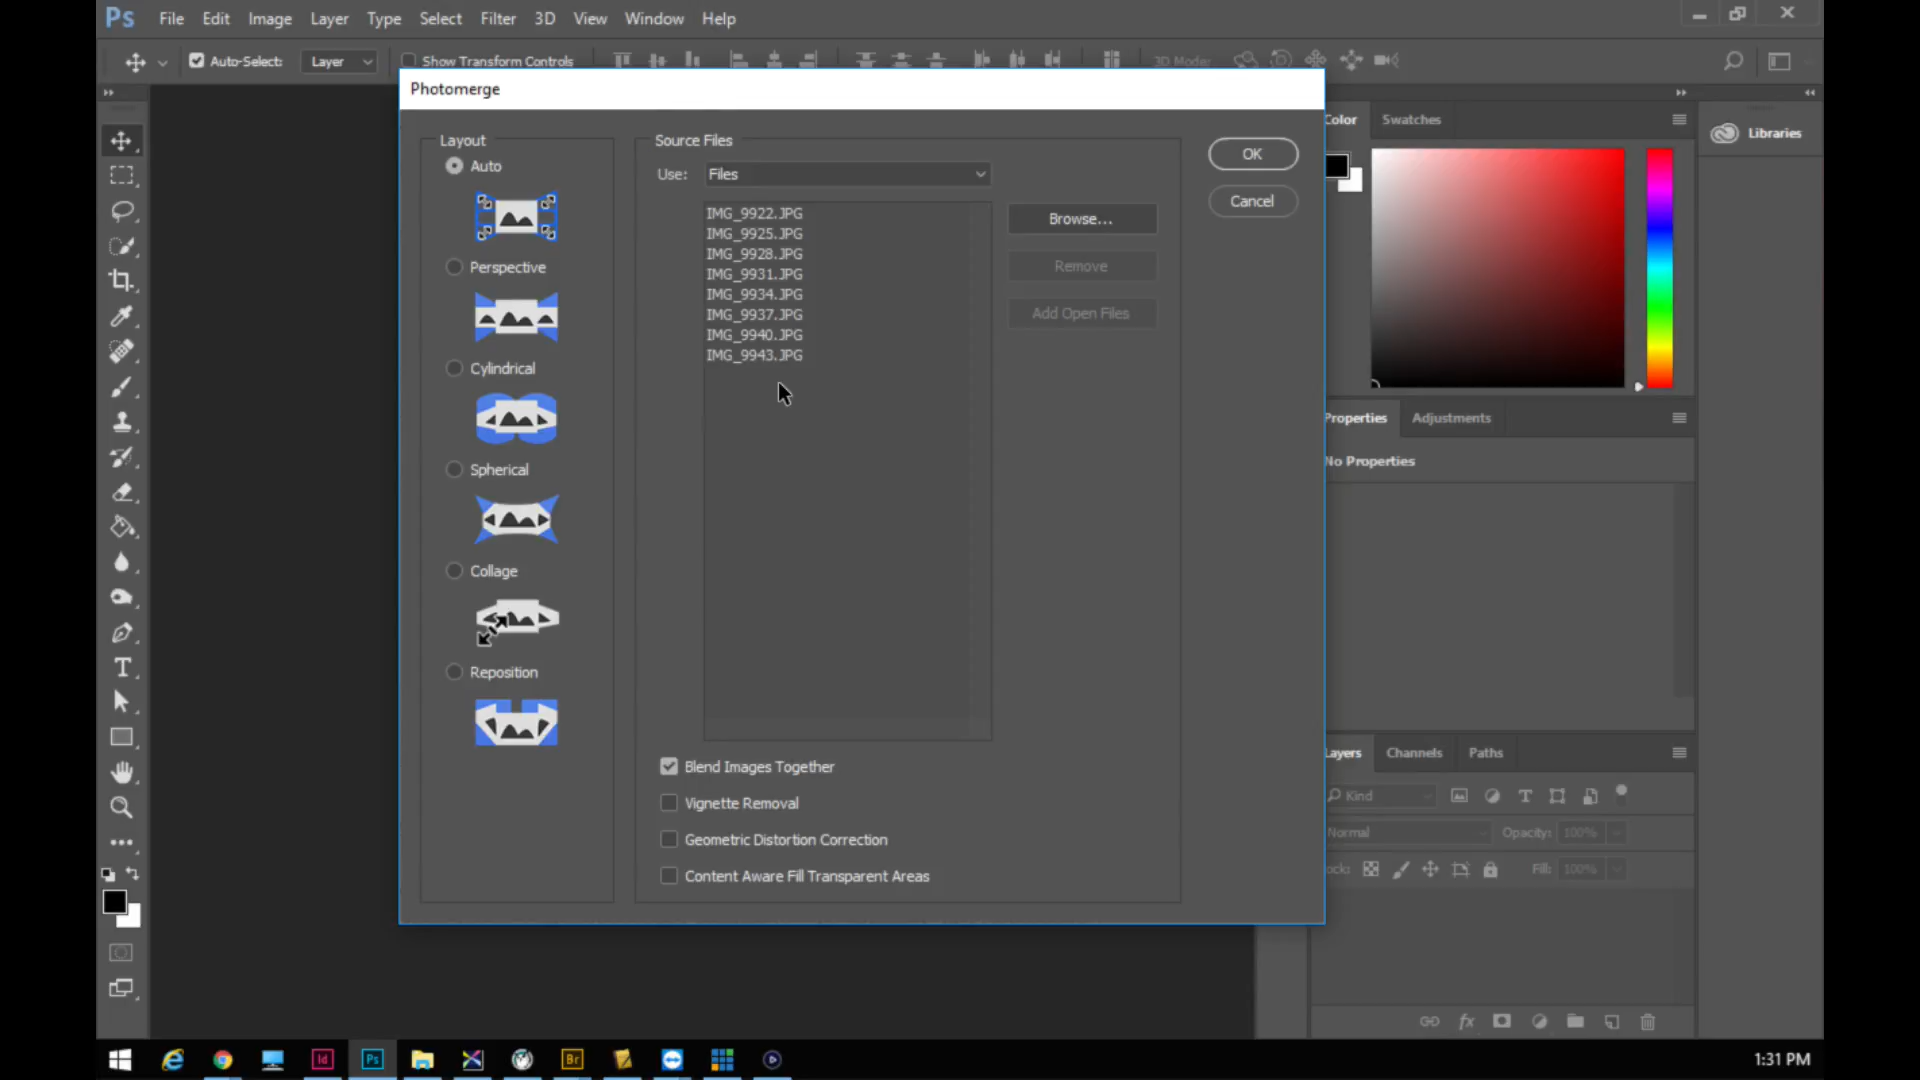 Ps File Edit Image Layer Type Select Filter 3D View Window Help
Auto-Select: Layer Show Transform Controls 3D Mode:
Photomerge
Layout
Auto
Perspective
Cylindrical
Spherical
Collage
Reposition
Source Files
Use: Files
IMG_9922.JPG
IMG_9925.JPG
IMG_9928.JPG
IMG_9931.JPG
IMG_9934.JPG
IMG_9937.JPG
IMG_9940.JPG
IMG_9943.JPG
Browse...
Remove
Add Open Files
Blend Images Together
Vignette Removal
Geometric Distortion Correction
Content Aware Fill Transparent Areas
OK
Cancel
Color Swatches
Libraries
Properties Adjustments
No Properties
Layers Channels Paths
Kind
Normal Opacity: 100%
ock: Fill: 100%
fx
Id Ps Br
1:31 PM